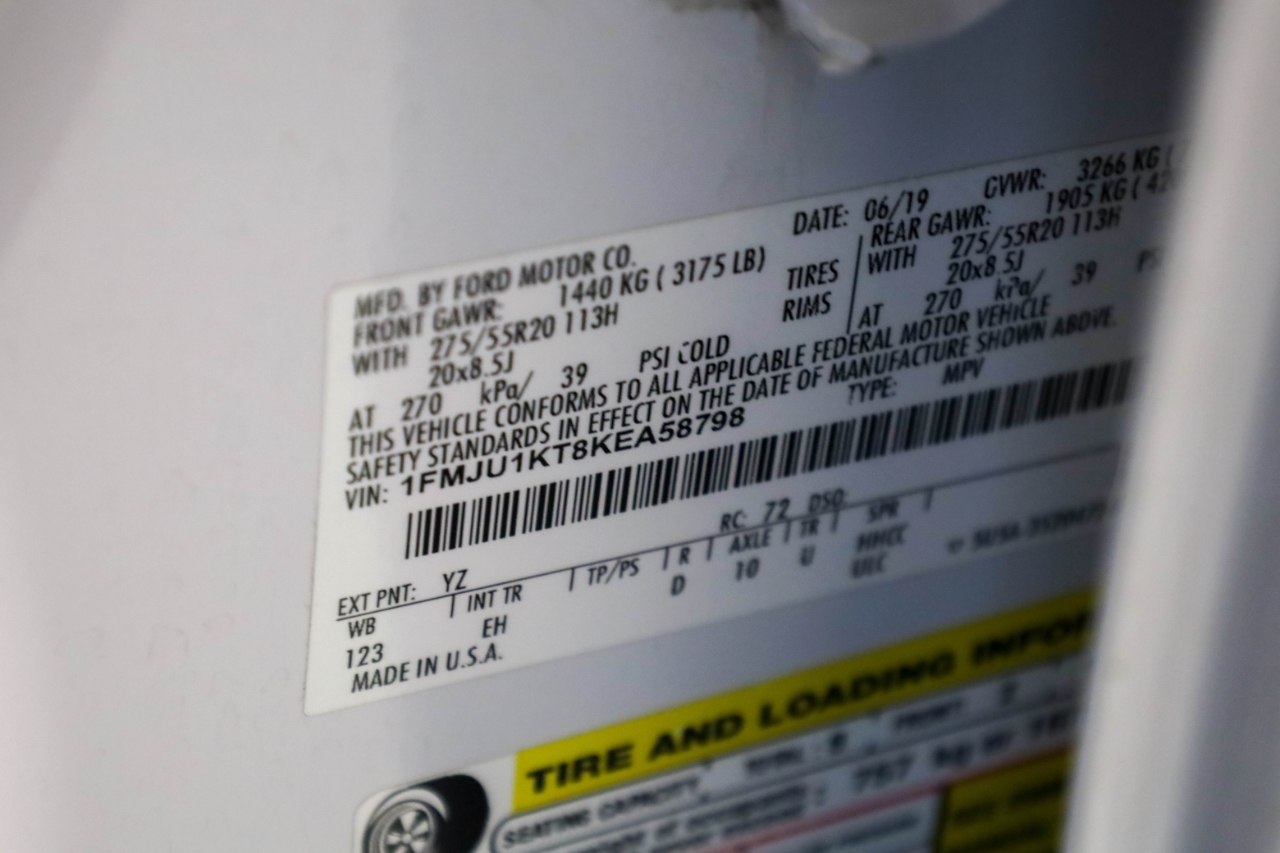 DATE: 06/19 GVWR: 3266 KG (
MFD. BY FORD MOTOR CO.
FRONT GAWR: 1440 KG ( 3175 LB)
REAR GAWR: 1905 KG (
WITH 275/55R20 113H TIRES WITH 275/55R20 113H
20x8.5J RIMS 20x8.5J
AT 270 kPa/ 39 PSI COLD AT 270 kPa/ 39
THIS VEHICLE CONFORMS TO ALL APPLICABLE FEDERAL MOTOR VEHICLE
SAFETY STANDARDS IN EFFECT ON THE DATE OF MANUFACTURE SHOWN ABOVE.
VIN: 1FMJU1KT8KEA58798 TYPE: MPV
EXT PNT: YZ RC: 72 DSO:
WB INT TR TP/PS R AXLE TR SPR
123 EH D 10 U
MADE IN U.S.A.
TIRE AND LOADING
SEATING CAPACITY